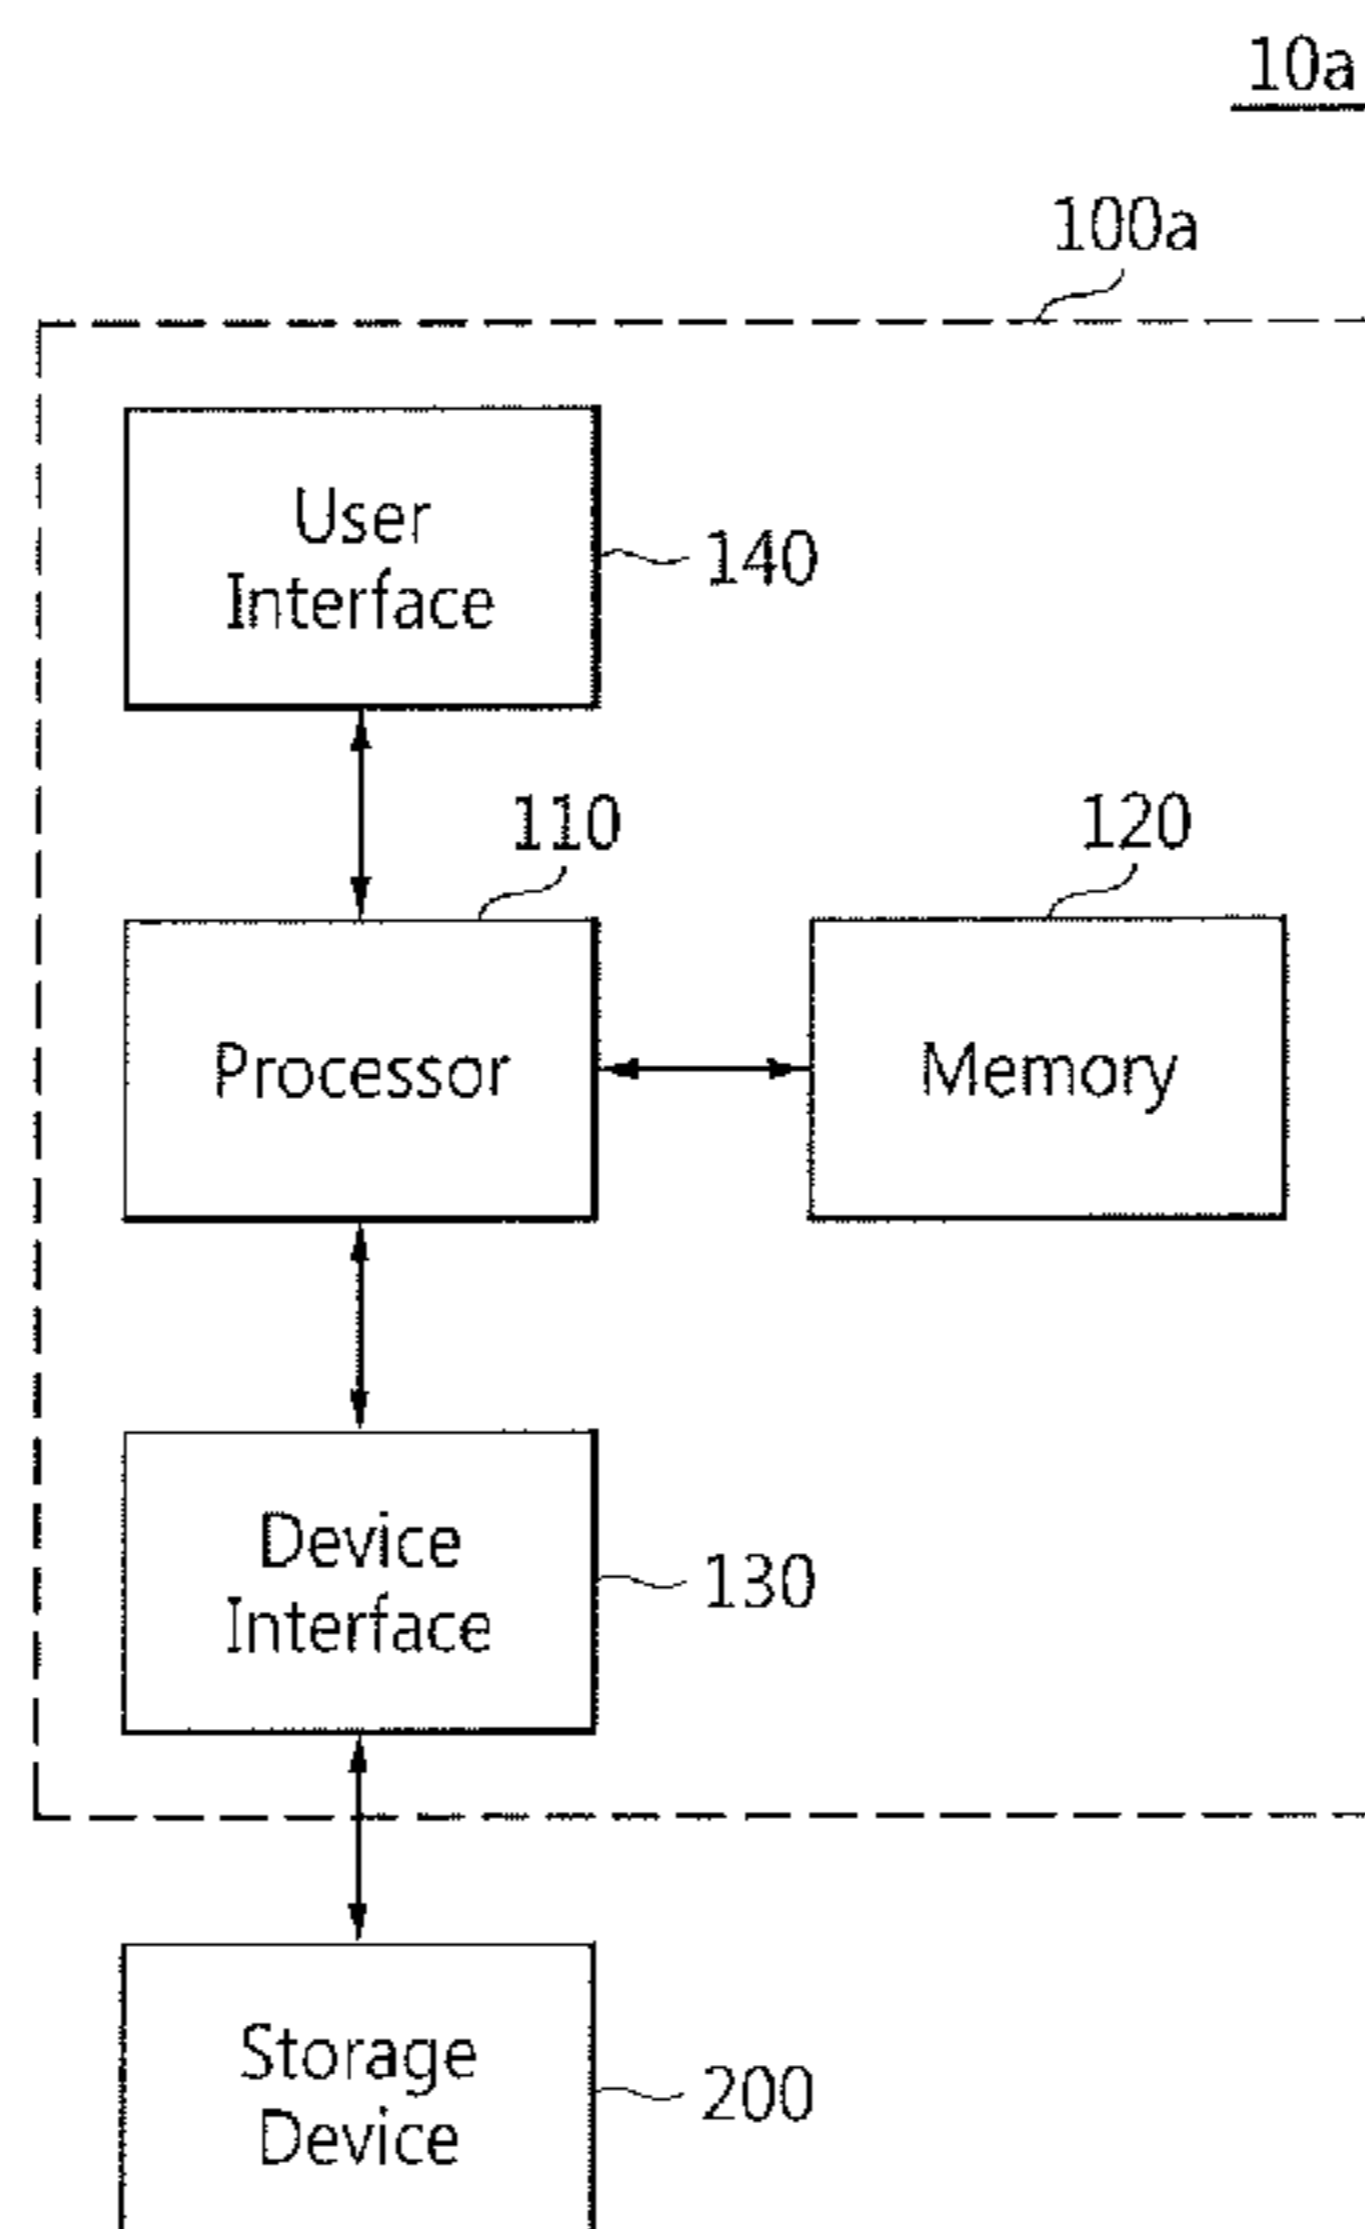 10a
100a
User
Interface
140
110
120
Processor
Memory
Device
Interface
130
Storage
Device
200